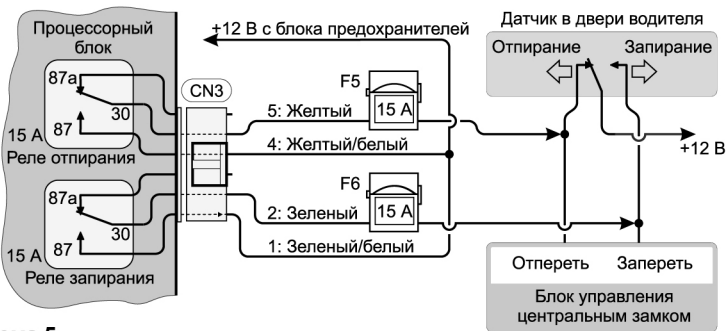 Процессорный
блок
87а
30
15 А 87
Реле отпирания
87а
30
15 А 87
Реле запирания
CN3
+12 В с блока предохранителей
F5
15 А
5: Желтый
4: Желтый/белый
F6
15 А
2: Зеленый
1: Зеленый/белый
Датчик в двери водителя
Отпирание Запирание
+12 В
Отпереть Запереть
Блок управления
центральным замком